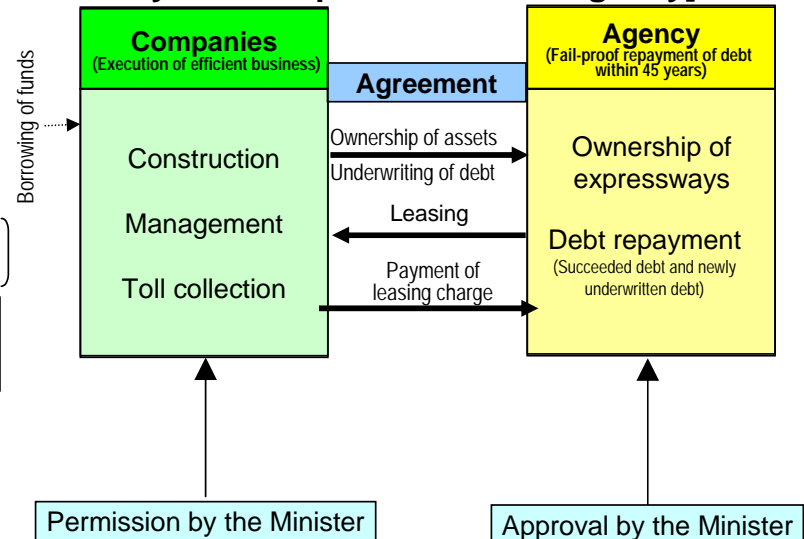 Companies
(Execution of efficient business)
Agency
(Fail-proof repayment of debt
within 45 years)
Agreement
Borrowing of funds
Construction
Management
Toll collection
Ownership of assets
Underwriting of debt
Leasing
Payment of
leasing charge
Ownership of
expressways
Debt repayment
(Succeeded debt and newly
underwritten debt)
Permission by the Minister
Approval by the Minister